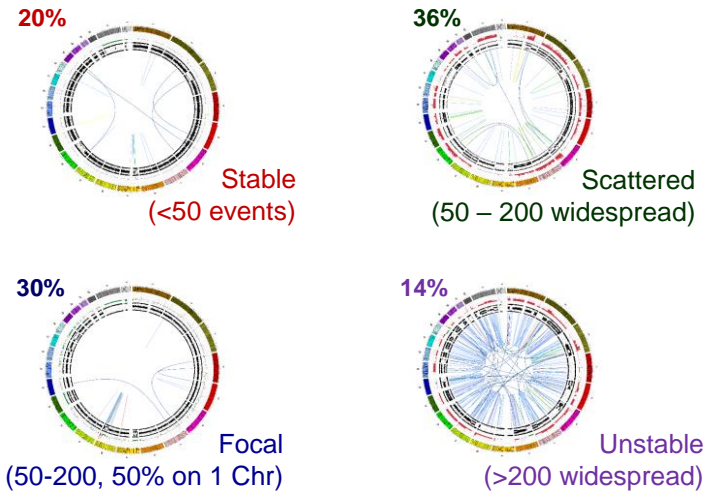 20%
Stable
(<50 events)
36%
Scattered
(50 – 200 widespread)
30%
Focal
(50-200, 50% on 1 Chr)
14%
Unstable
(>200 widespread)